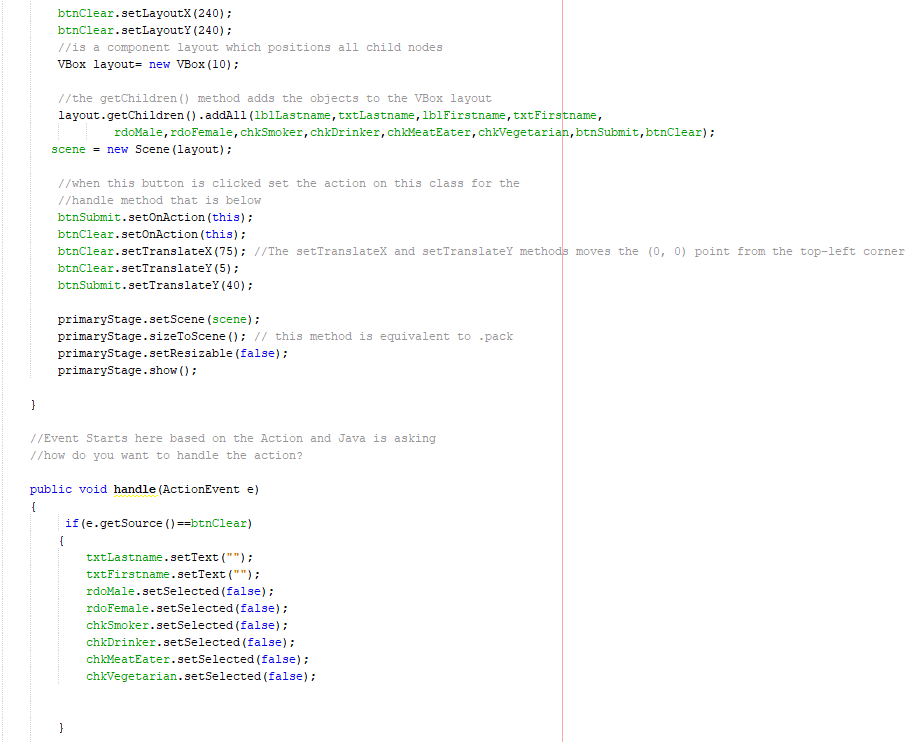 btnClear.setLayoutX(240);
btnClear.setLayoutY(240);
//is a component layout which positions all child nodes
VBox layout= new VBox(10);
//the getChildren() method adds the objects to the VBox layout
layout.getChildren().addAll(lblLastname,txtLastname,lblFirstname,txtFirstname,
rdoMale,rdoFemale,chkSmoker,chkDrinker,chkMeatEater,chkVegetarian,btnSubmit,btnClear);
scene = new Scene(layout);
//when this button is clicked set the action on this class for the
//handle method that is below
btnSubmit.setOnAction(this);
btnClear.setOnAction(this);
btnClear.setTranslateX(75); //The setTranslateX and setTranslateY methods moves the (0, 0) point from the top-left corner
btnClear.setTranslateY(5);
btnSubmit.setTranslateY(40);
primaryStage.setScene(scene);
primaryStage.sizeToScene(); // this method is equivalent to .pack
primaryStage.setResizable(false);
primaryStage.show();
}
//Event Starts here based on the Action and Java is asking
//how do you want to handle the action?
public void handle(ActionEvent e)
{
if(e.getSource()==btnClear)
{
txtLastname.setText("");
txtFirstname.setText("");
rdoMale.setSelected(false);
rdoFemale.setSelected(false);
chkSmoker.setSelected(false);
chkDrinker.setSelected(false);
chkMeatEater.setSelected(false);
chkVegetarian.setSelected(false);
}